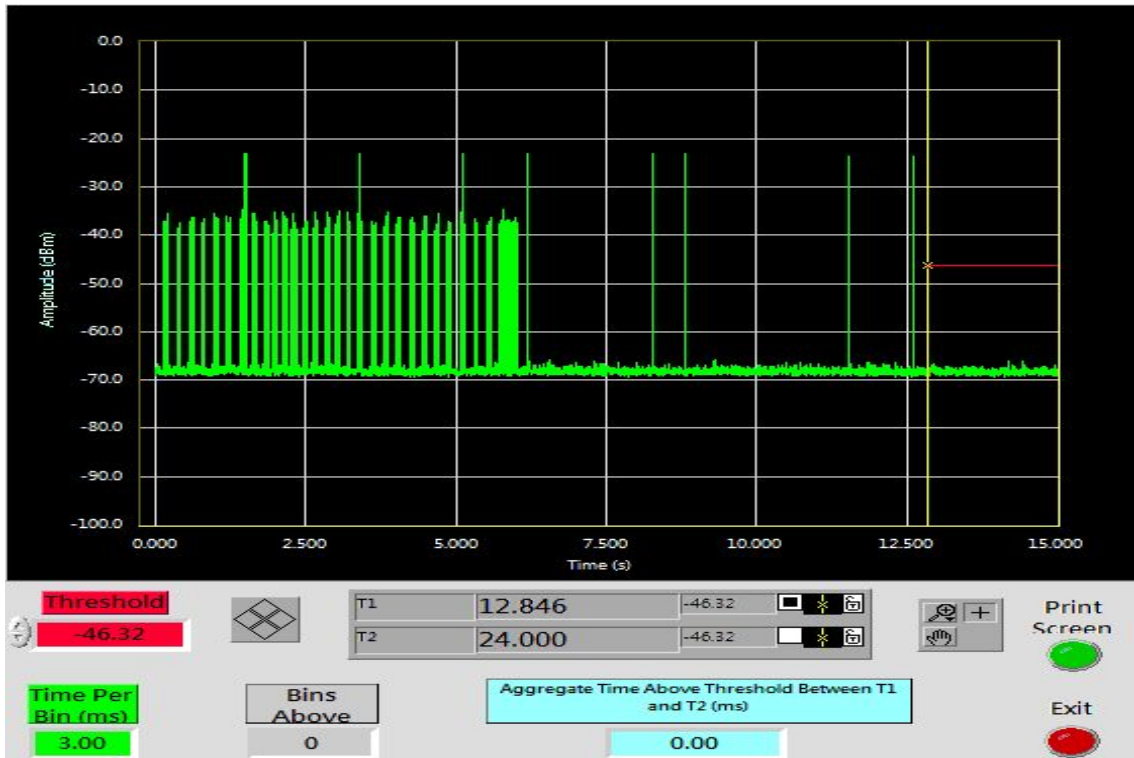 0.0
-10.0
-20.0
-30.0
-40.0
-50.0
-60.0
-70.0
-80.0
-90.0
-100.0
Amplitude (dBm)
0.000 2.500 5.000 7.500 10.000 12.500 15.000
Time (s)
Threshold
-46.32
T1 12.846 -46.32
T2 24.000 -46.32
Print
Screen
Time Per
Bin (ms)
3.00
Bins
Above
0
Aggregate Time Above Threshold Between T1
and T2 (ms)
0.00
Exit